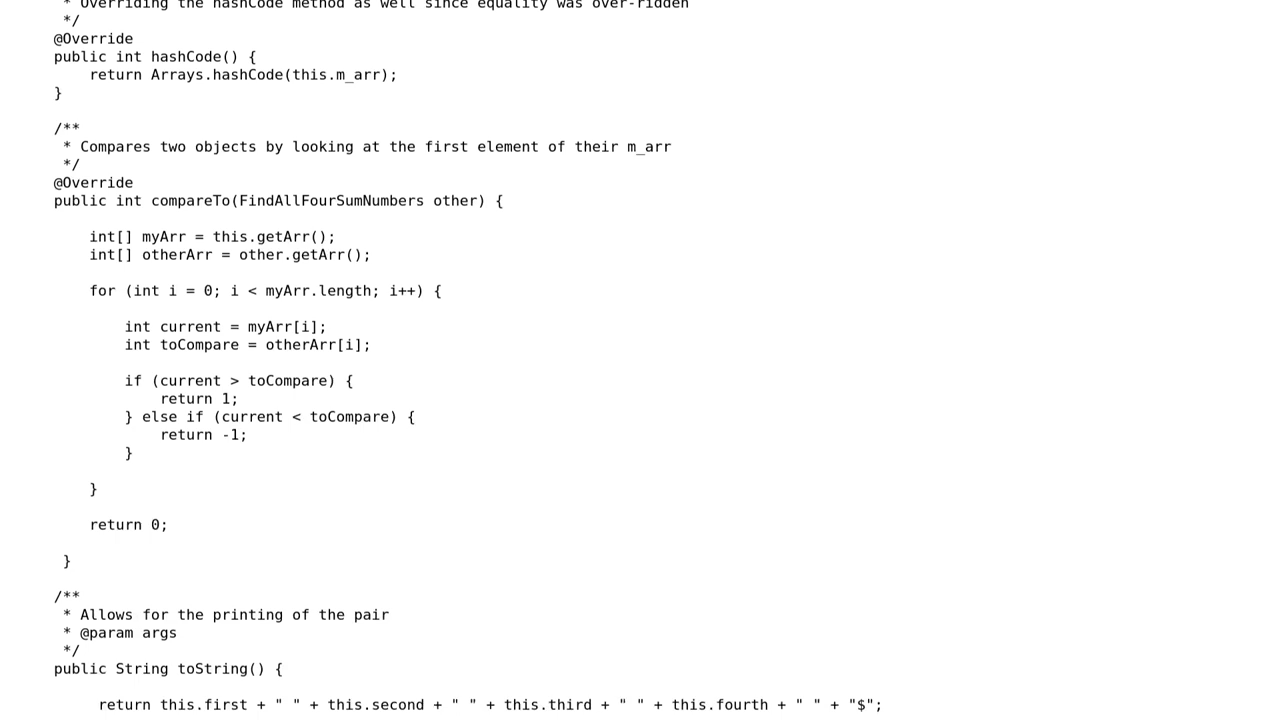 * Overriding the hashCode method as well since equality was over-ridden
*/
@Override
public int hashCode() {
return Arrays.hashCode(this.m_arr);
}
/**
* Compares two objects by looking at the first element of their m_arr
*/
@Override
public int compareTo(FindAllFourSumNumbers other) {
int[] myArr = this.getArr();
int[] otherArr = other.getArr();
for (int i = 0; i < myArr.length; i++) {
int current = myArr[i];
int toCompare = otherArr[i];
if (current > toCompare) {
return 1;
} else if (current < toCompare) {
return -1;
}
}
return 0;
}
/**
* Allows for the printing of the pair
* @param args
*/
public String toString() {
return this.first + " " + this.second + " " + this.third + " " + this.fourth + " " + "$";